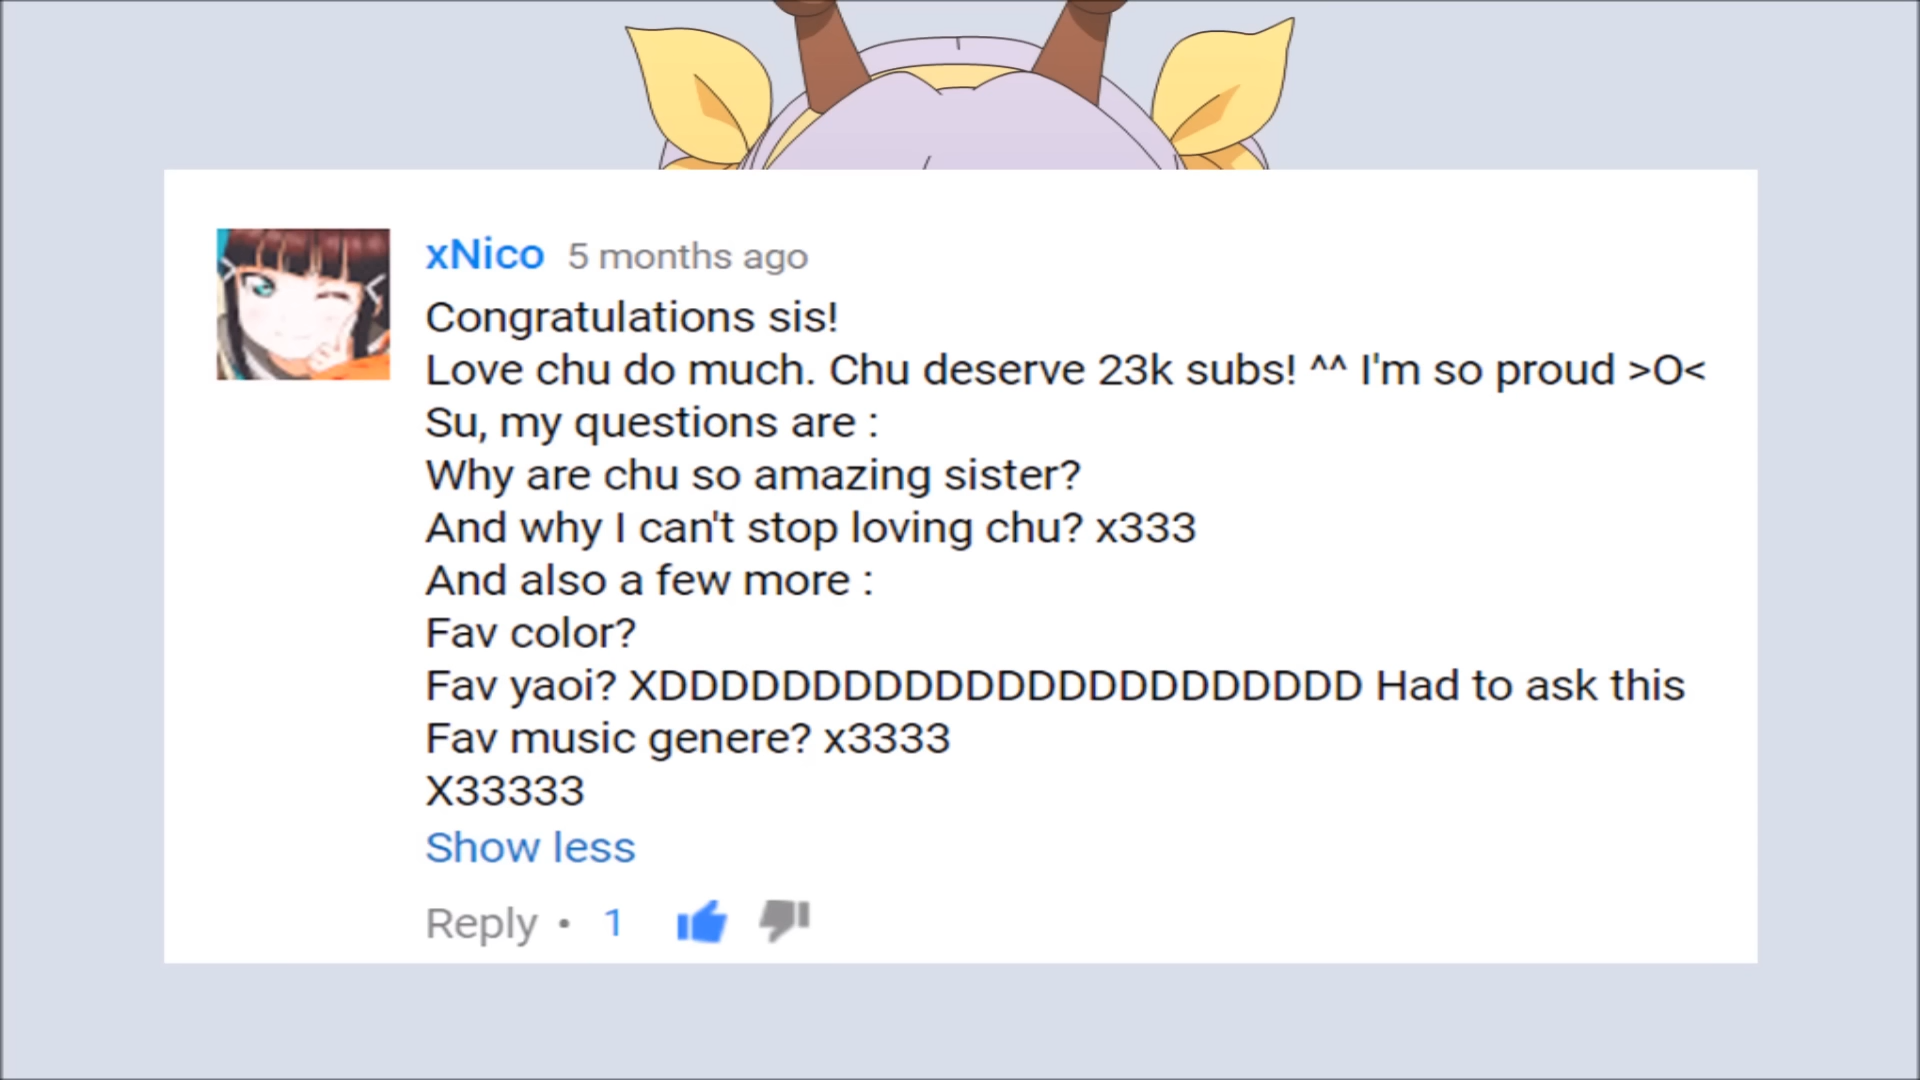 xNico 5 months ago
Congratulations sis!
Love chu do much. Chu deserve 23k subs! ^^ I'm so proud >O<
Su, my questions are :
Why are chu so amazing sister?
And why I can't stop loving chu? x333
And also a few more :
Fav color?
Fav yaoi? XDDDDDDDDDDDDDDDDDDDDDDD Had to ask this
Fav music genere? x3333
X33333
Show less
Reply • 1